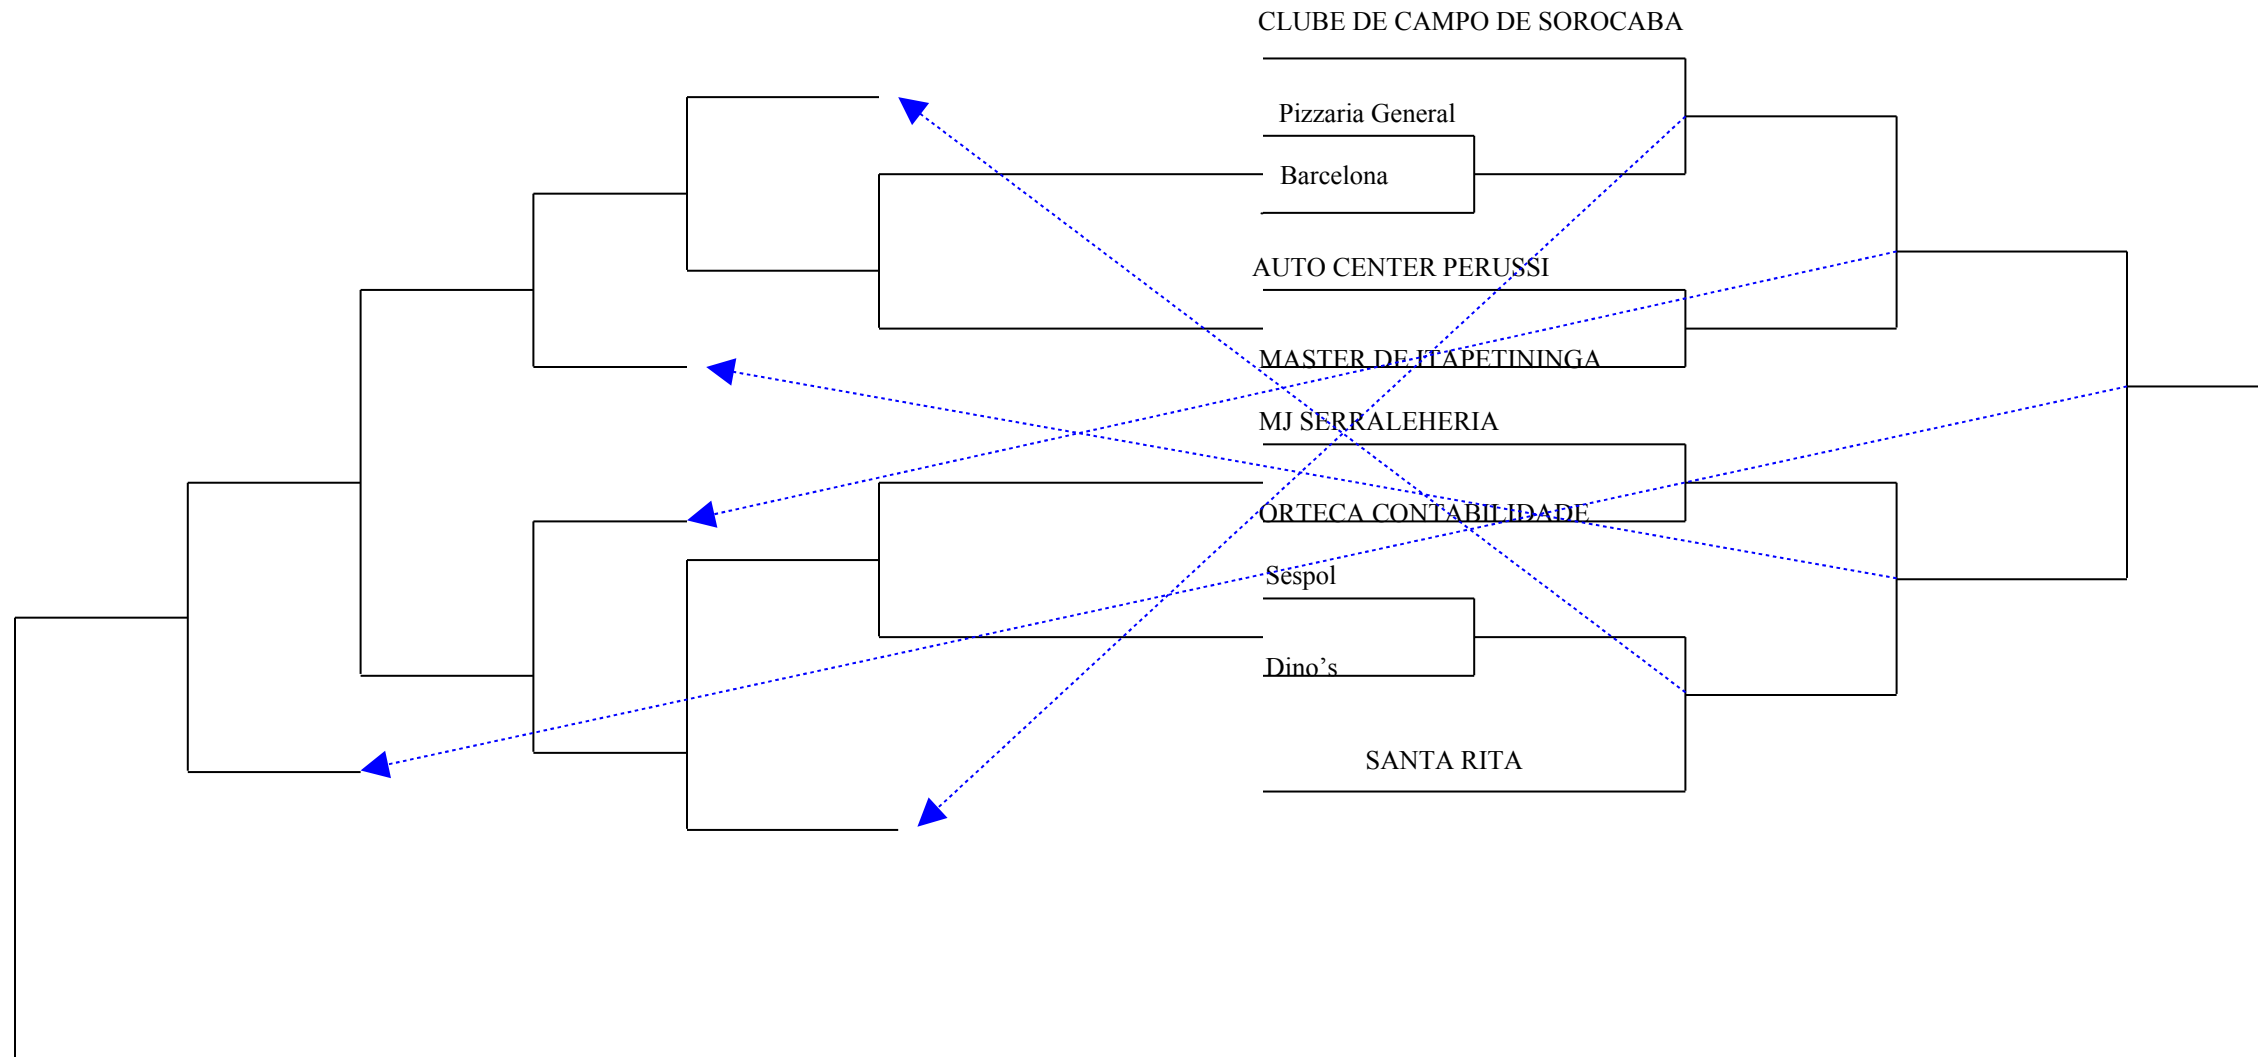 CLUBE DE CAMPO DE SOROCABA
Pizzaria General
Barcelona
AUTO CENTER PERUSSI
MASTER DE ITAPETININGA
MJ SERRALEHERIA
ORTECA CONTABILIDADE
Sespol
Dino’s
SANTA RITA